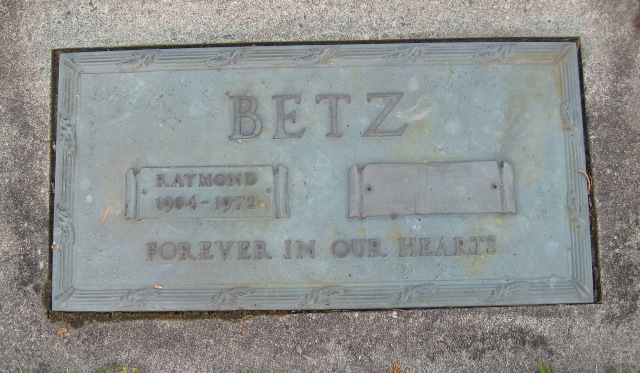 BETZ
RAYMOND
1904-1972
FOREVER IN OUR HEARTS